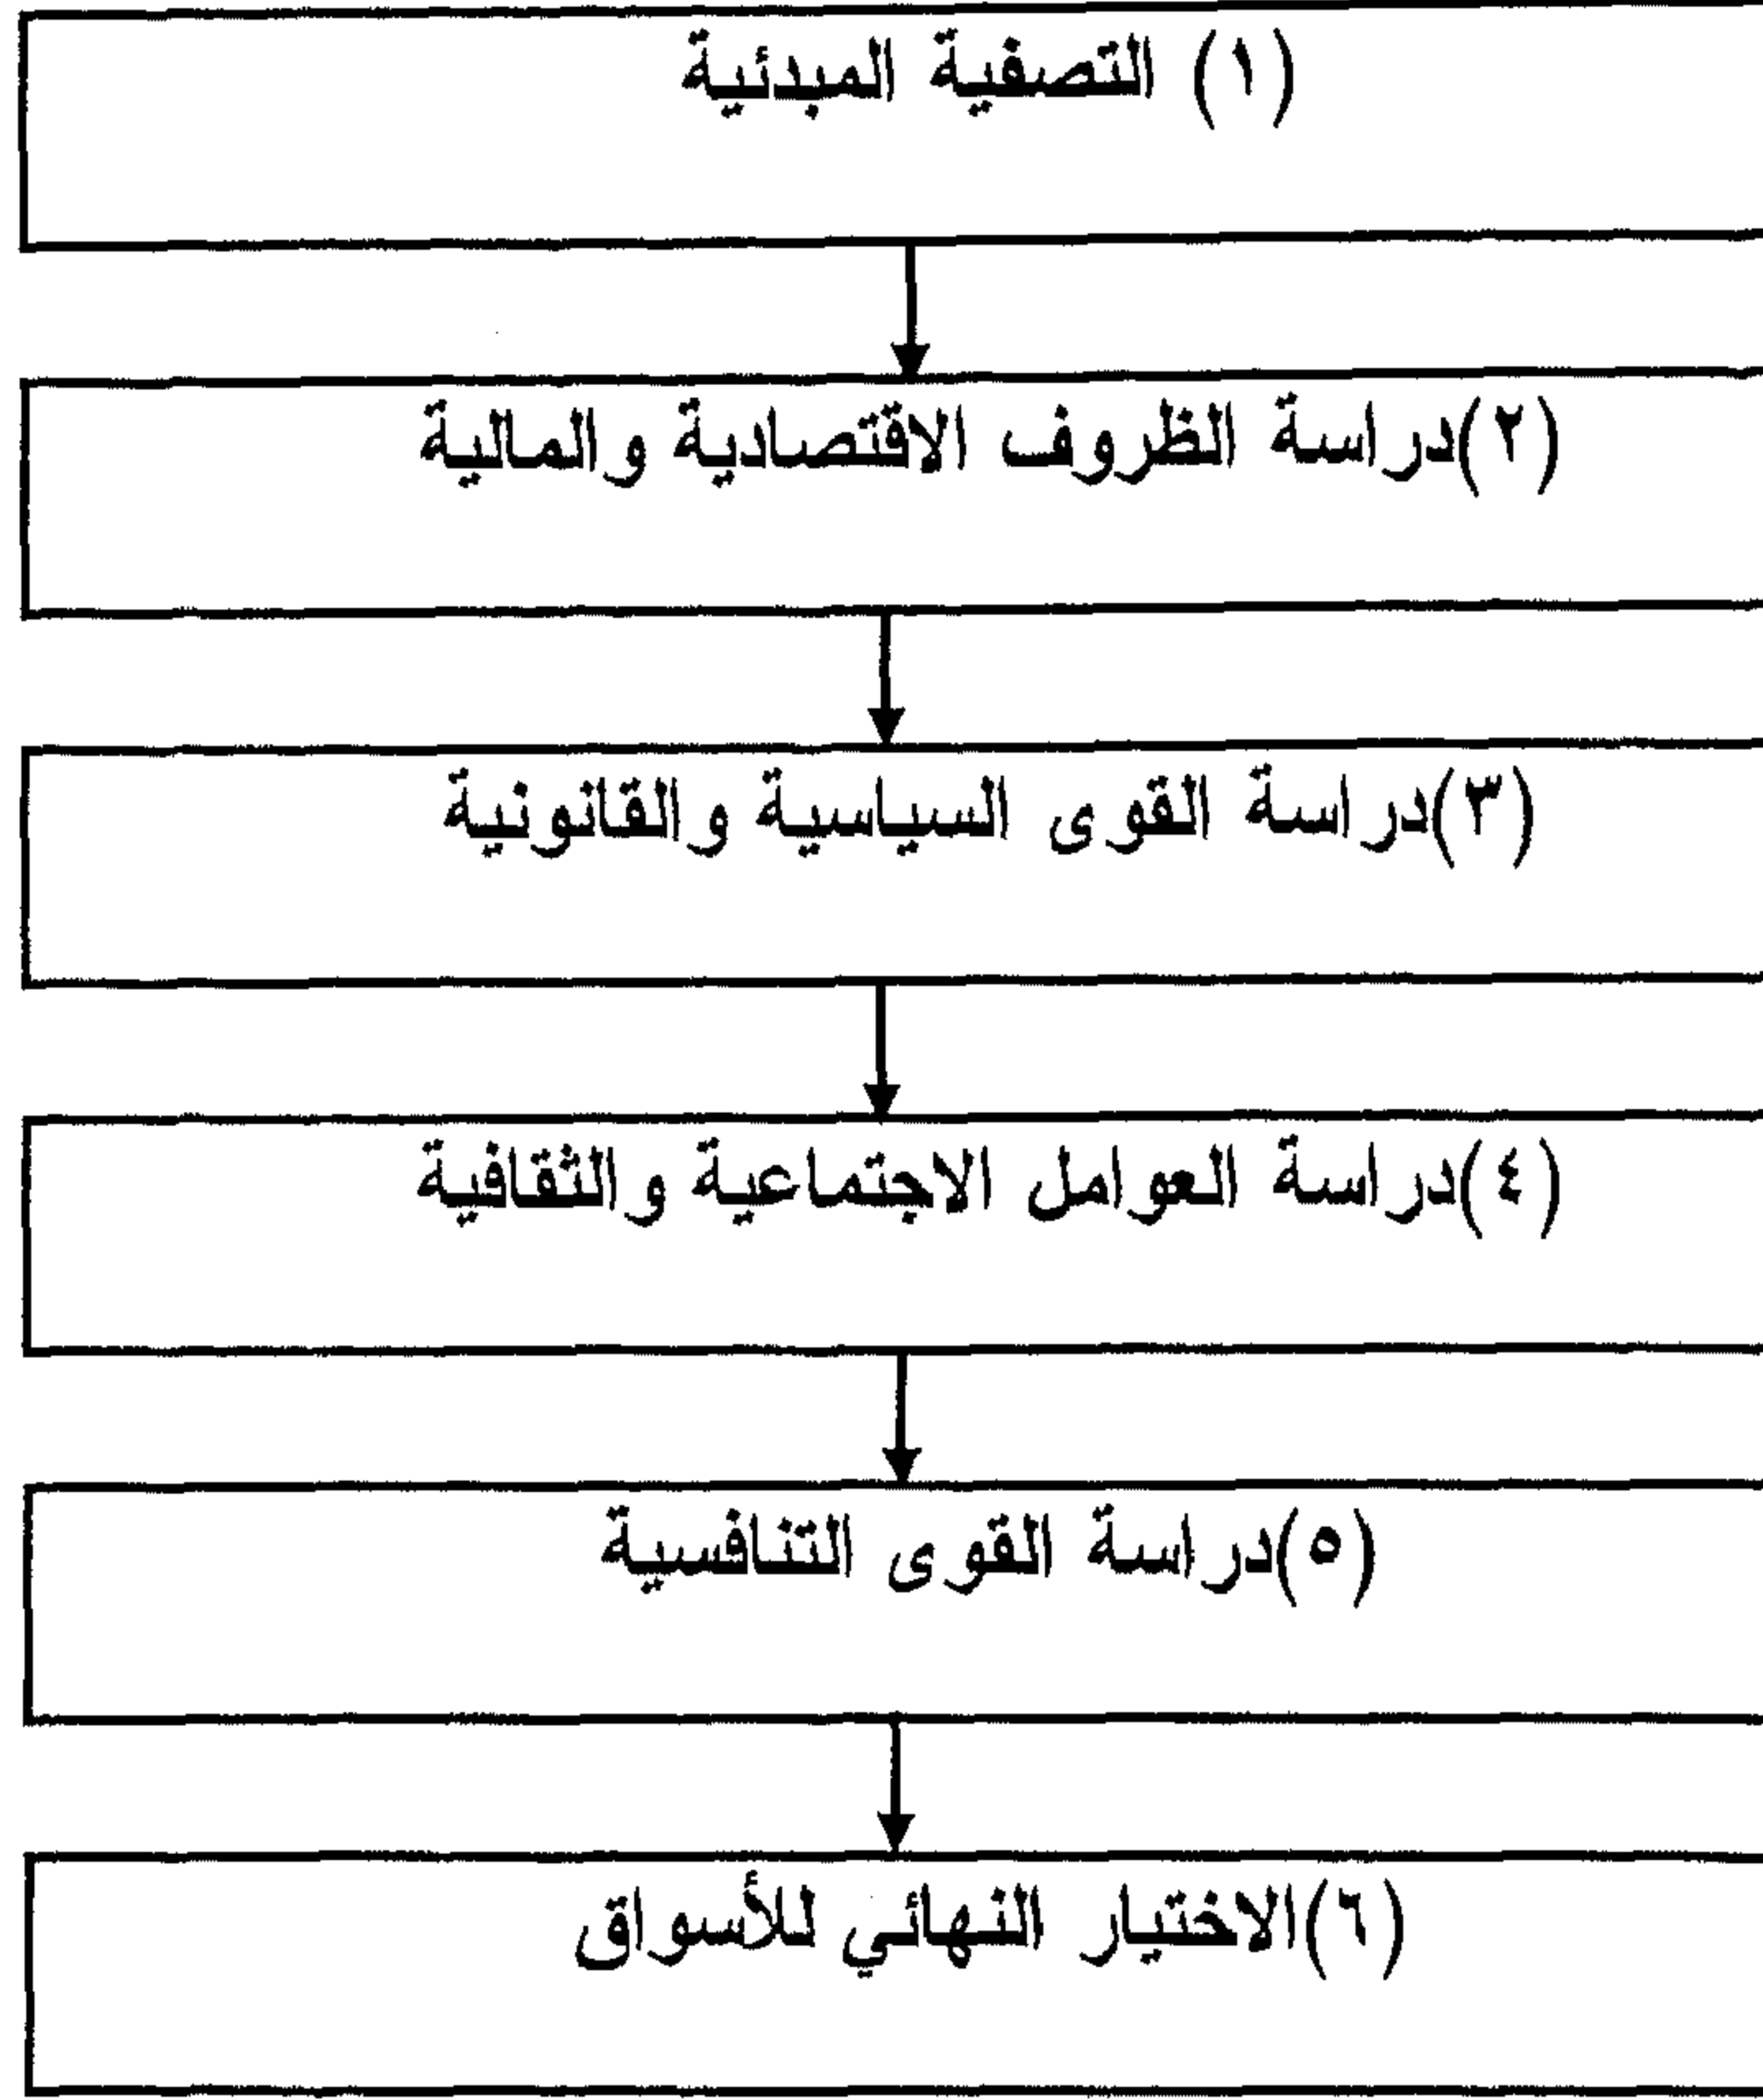 (١) التصفية المبدئية
(٢)دراسة الظروف الاقتصادية والمالية
(٣)دراسة القوى السياسية والقانونية
(٤)دراسة العوامل الاجتماعية والثقافية
(٥)دراسة القوى التنافسية
(٦)الاختيار النهائي للأسواق